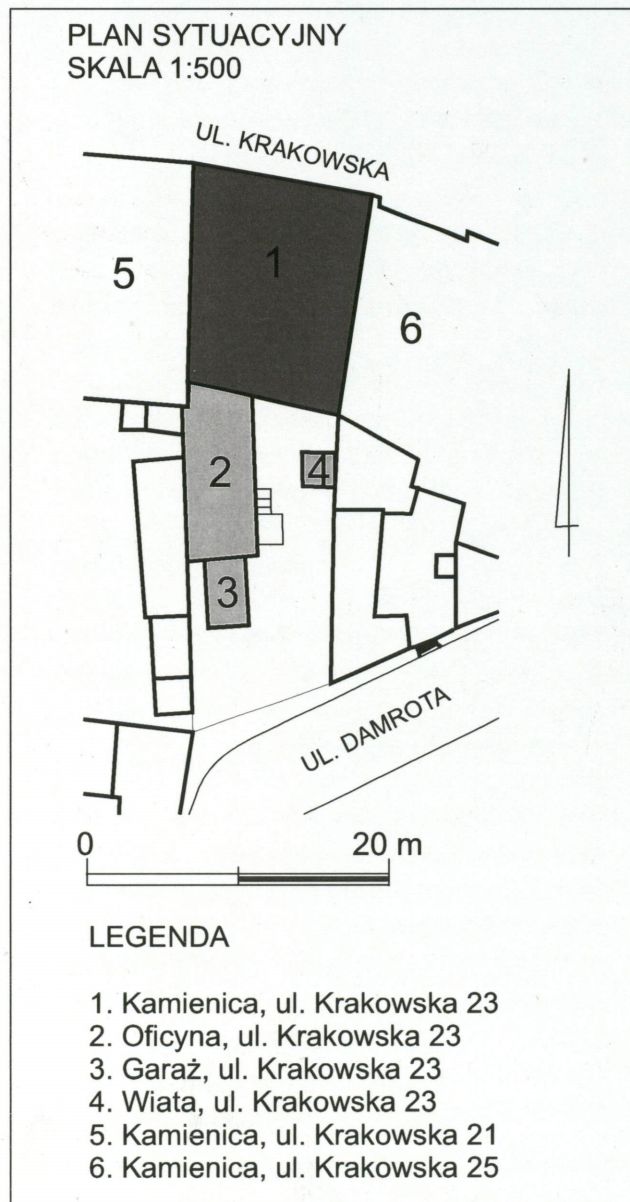 PLAN SYTUACYJNY
SKALA 1:500
UL. KRAKOWSKA
1
5
6
2
4
3
UL. DAMROTA
0 20 m
LEGENDA
1. Kamienica, ul. Krakowska 23
2. Oficyna, ul. Krakowska 23
3. Garaż, ul. Krakowska 23
4. Wiata, ul. Krakowska 23
5. Kamienica, ul. Krakowska 21
6. Kamienica, ul. Krakowska 25